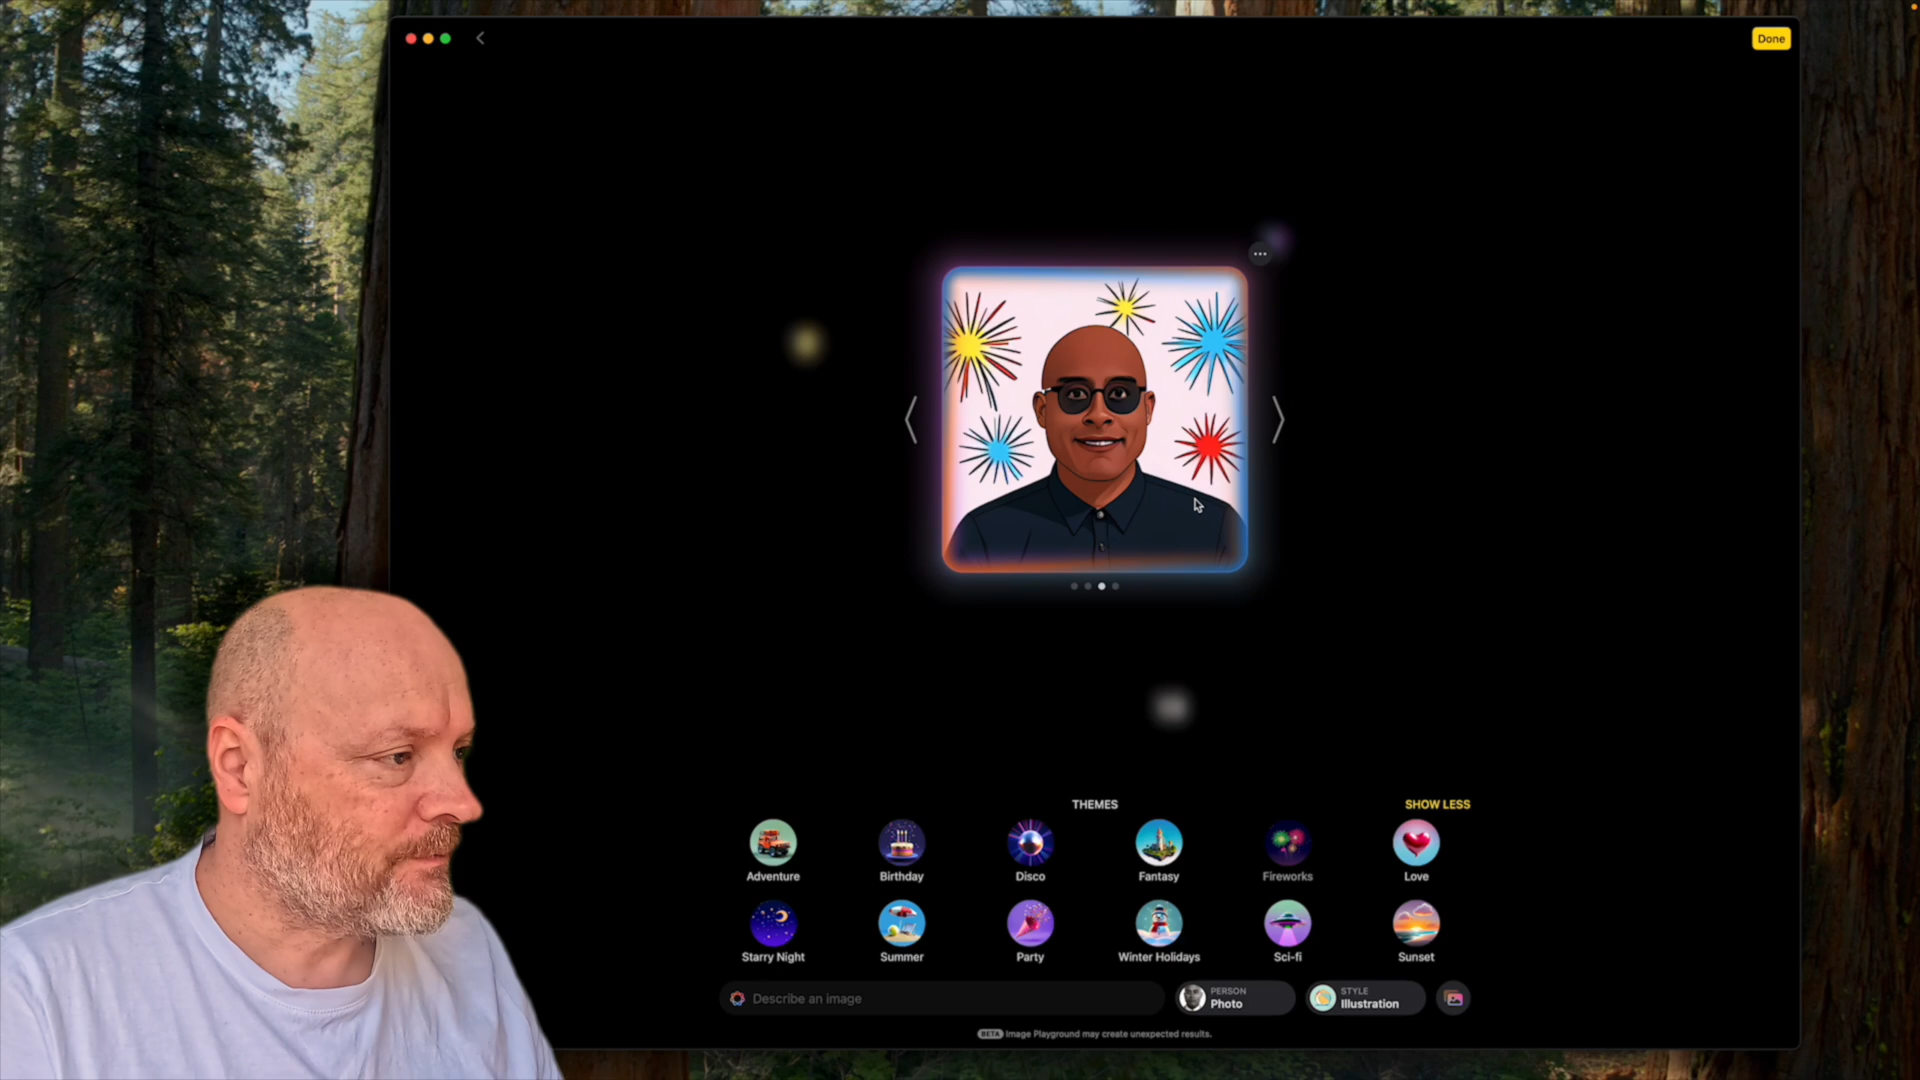 Done
THEMES
SHOW LESS
Adventure
Birthday
Disco
Fantasy
Fireworks
Love
Starry Night
Summer
Party
Winter Holidays
Sci-fi
Sunset
Describe an image
PERSON
Photo
STYLE
Illustration
BETA Image Playground may create unexpected results.